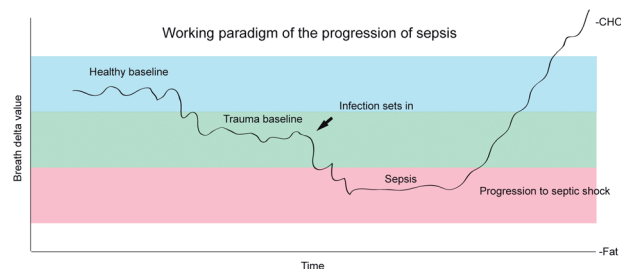 Working paradigm of the progression of sepsis
-CHO
Healthy baseline
Infection sets in
Trauma baseline
Breath delta value
Sepsis
Progression to septic shock
-Fat
Time